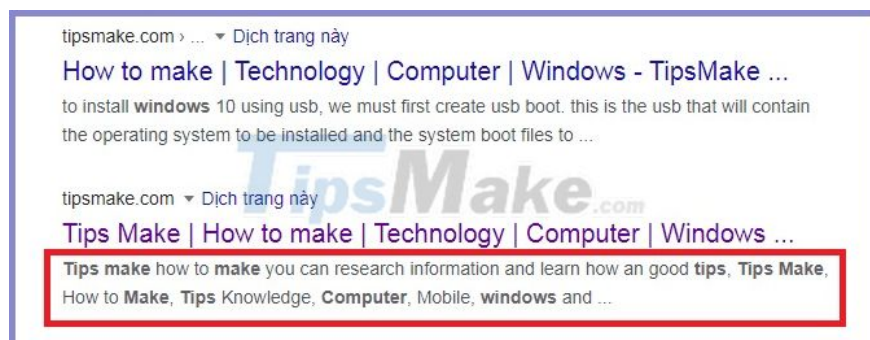 tipsmake.com › ... ▼ Dịch trang này
How to make | Technology | Computer | Windows - TipsMake ...
to install windows 10 using usb, we must first create usb boot. this is the usb that will contain
the operating system to be installed and the system boot files to ...
TipsMake.com
tipsmake.com ▼ Dịch trang này
Tips Make | How to make | Technology | Computer | Windows ...
Tips make how to make you can research information and learn how an good tips, Tips Make,
How to Make, Tips Knowledge, Computer, Mobile, windows and ...